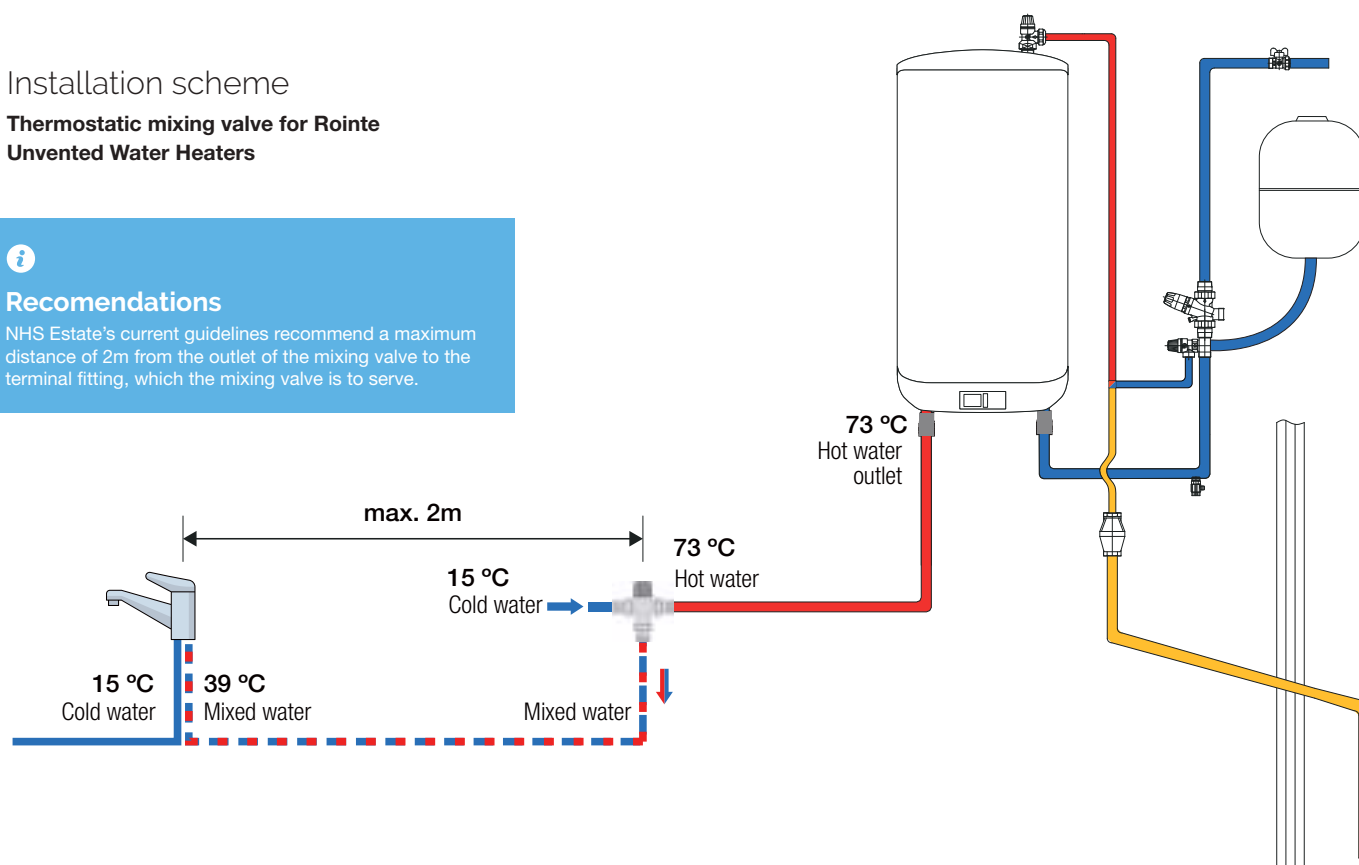 Installation scheme
Thermostatic mixing valve for Rointe
Unvented Water Heaters
i
Recomendations
NHS Estate's current guidelines recommend a maximum
distance of 2m from the outlet of the mixing valve to the
terminal fitting, which the mixing valve is to serve.
73 ºC
Hot water
outlet
max. 2m
73 ºC
Hot water
15 ºC
Cold water
15 ºC
Cold water
39 ºC
Mixed water
Mixed water